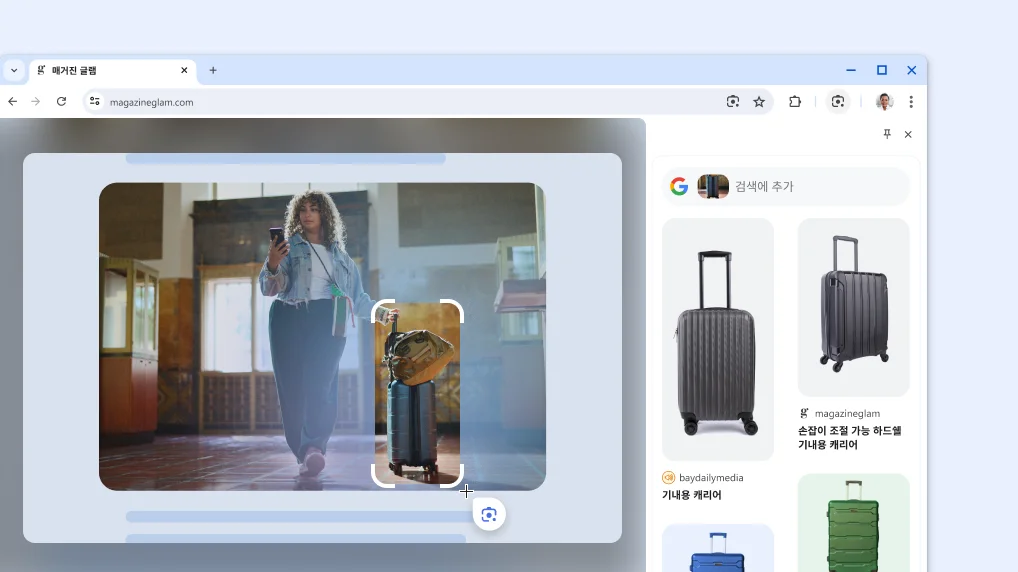 매거진 글램
magazineglam.com
검색에 추가
magazineglam
손잡이 조절 가능 하드쉘
기내용 캐리어
baydailymedia
기내용 캐리어